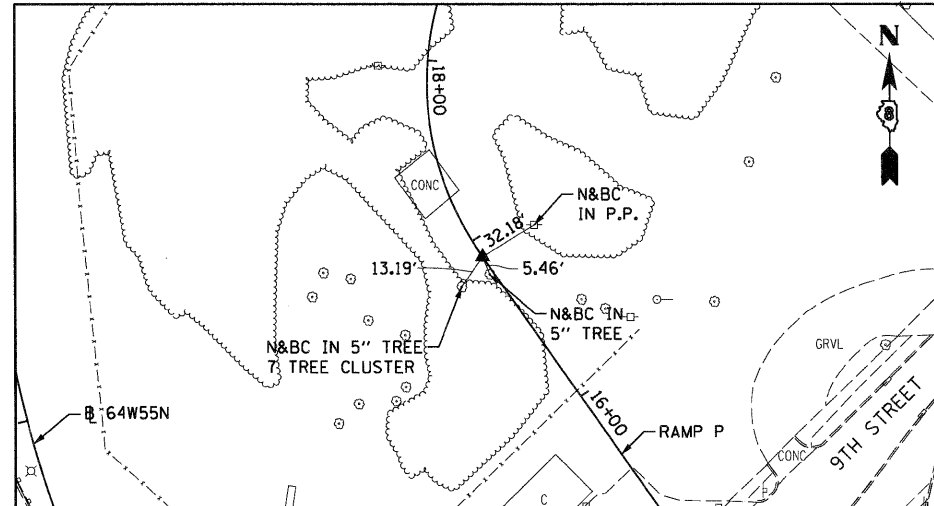 N
8
18+00
CONC
N&BC
IN P.P.
32.18'
13.19'
5.46'
N&BC IN
5" TREE
N&BC IN 5" TREE
7 TREE CLUSTER
GRVL
16+00
RAMP P
9TH STREET
CONC
64W55N
C
P